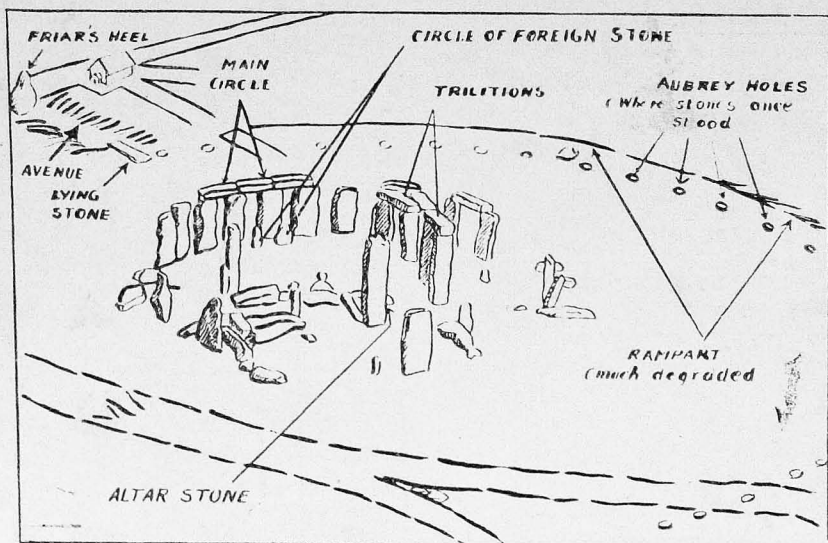 FRIAR'S HEEL
MAIN
CIRCLE
CIRCLE OF FOREIGN STONE
TRILITIONS
AUBREY HOLES
(Where stones once
stood
AVENUE
LYING
STONE
RAMPANT
(much degraded
ALTAR STONE